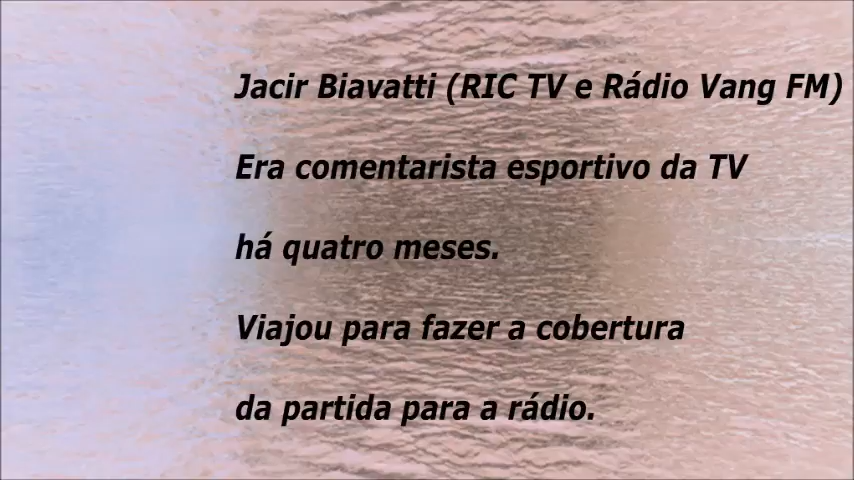 Jacir Biavatti (RIC TV e Rádio Vang FM)
Era comentarista esportivo da TV
há quatro meses.
Viajou para fazer a cobertura
da partida para a rádio.